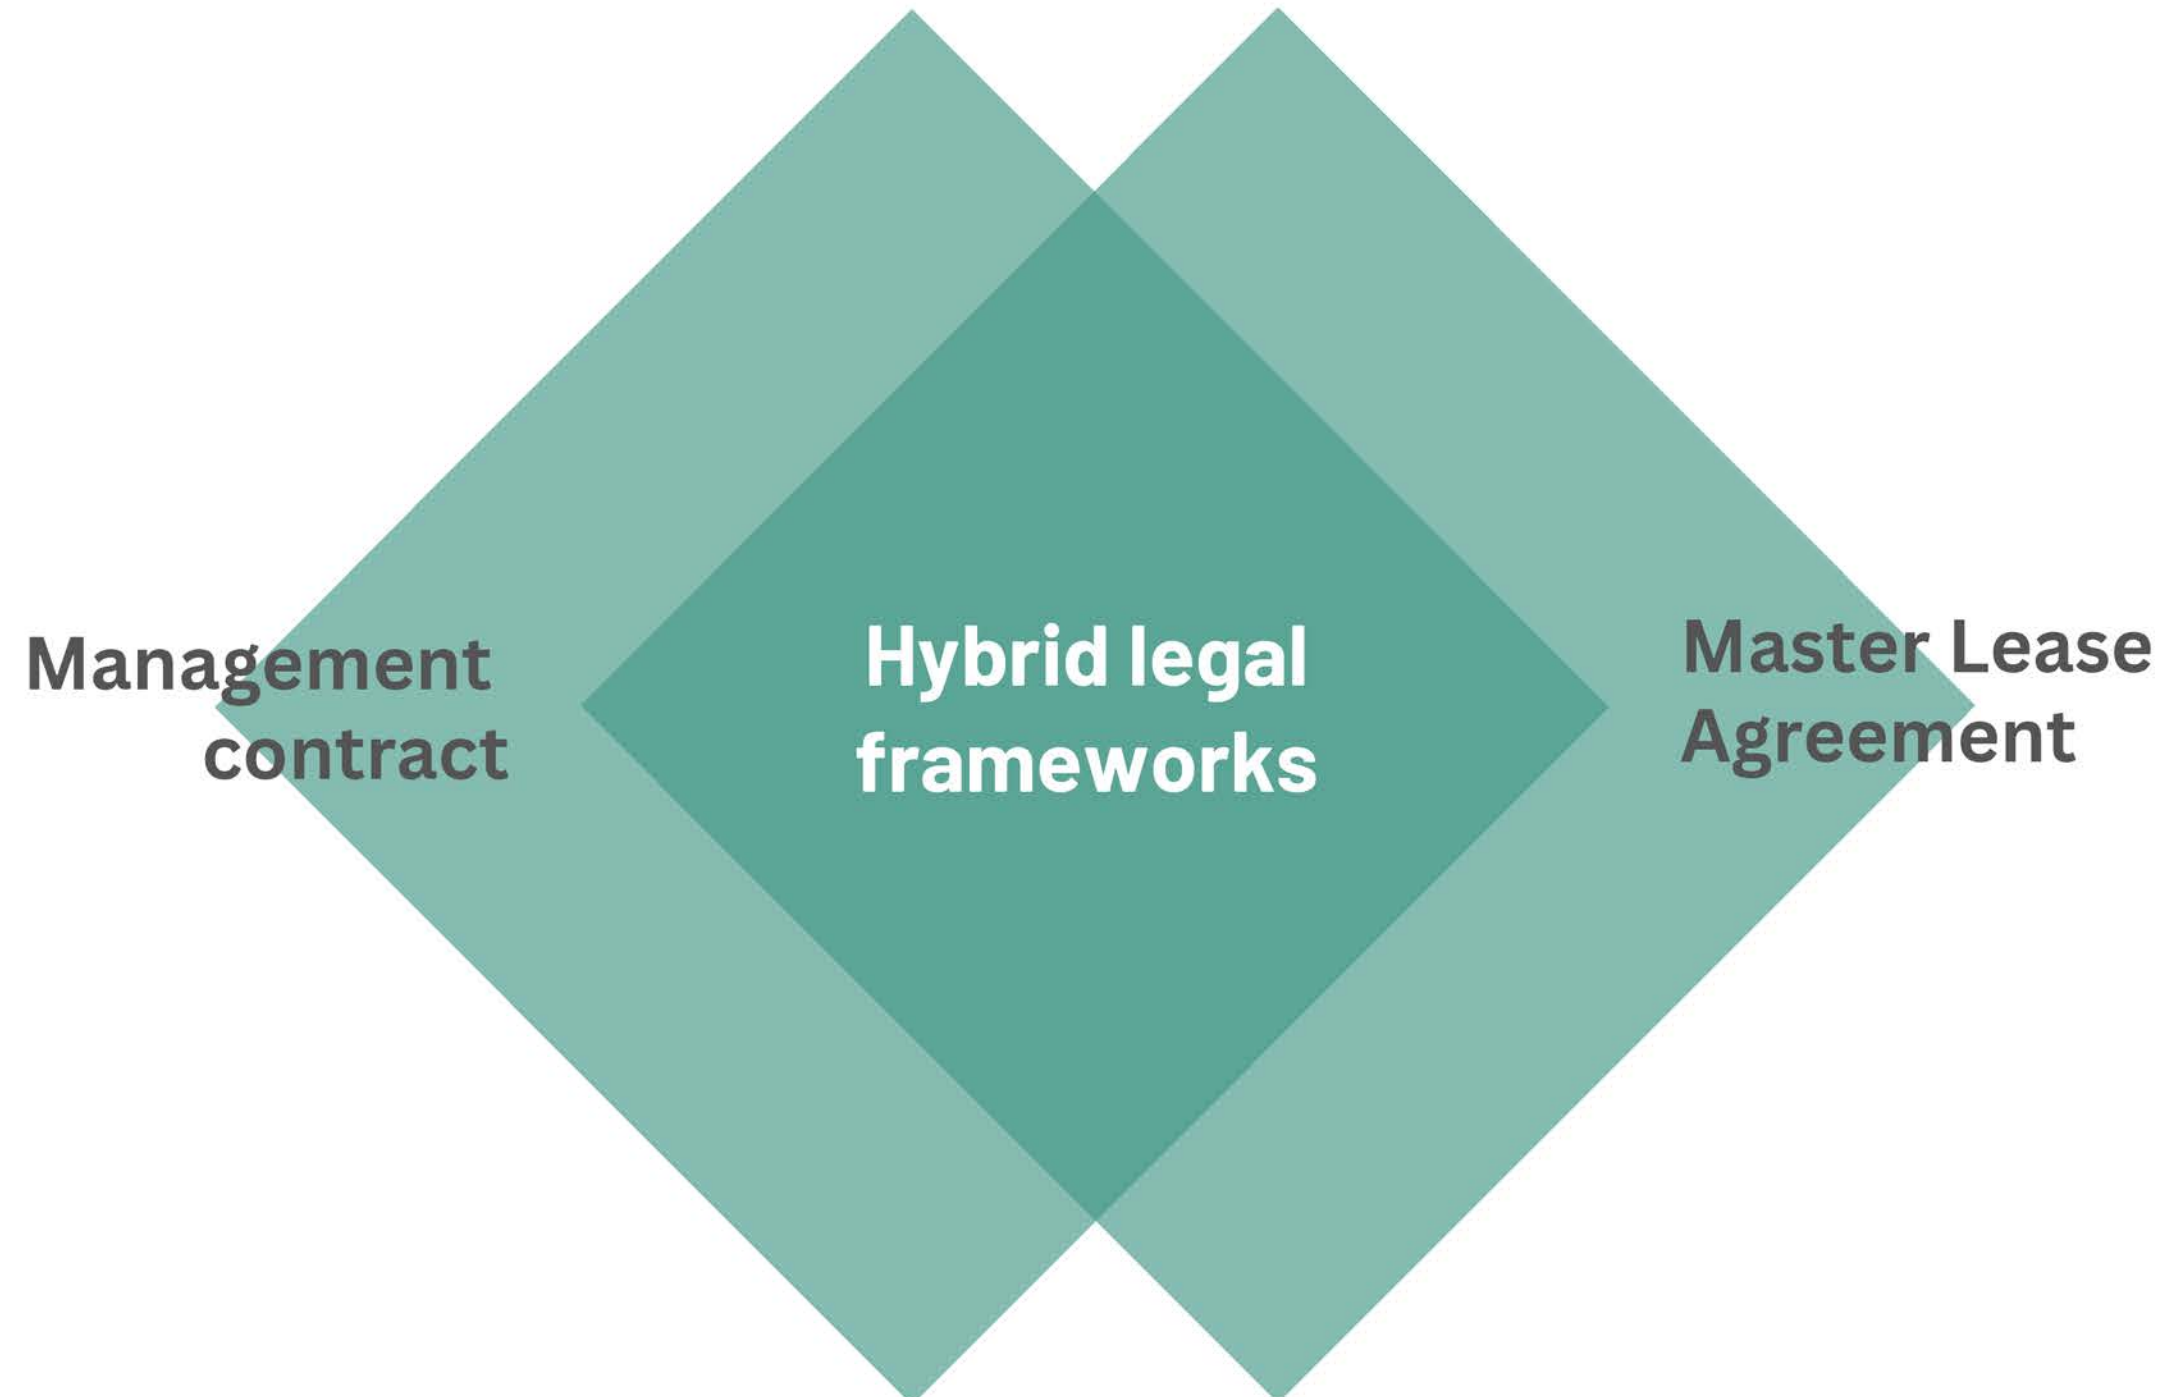 Management
contract
Hybrid legal
frameworks
Master Lease
Agreement